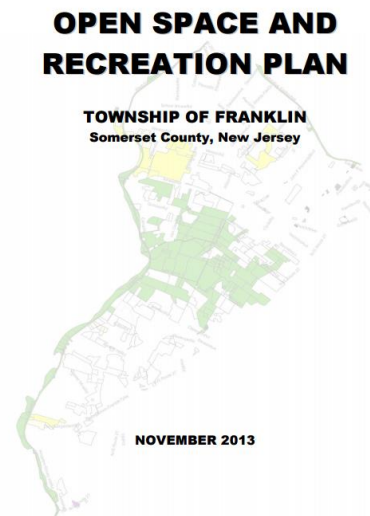 OPEN SPACE AND
RECREATION PLAN
TOWNSHIP OF FRANKLIN
Somerset County, New Jersey
NOVEMBER 2013